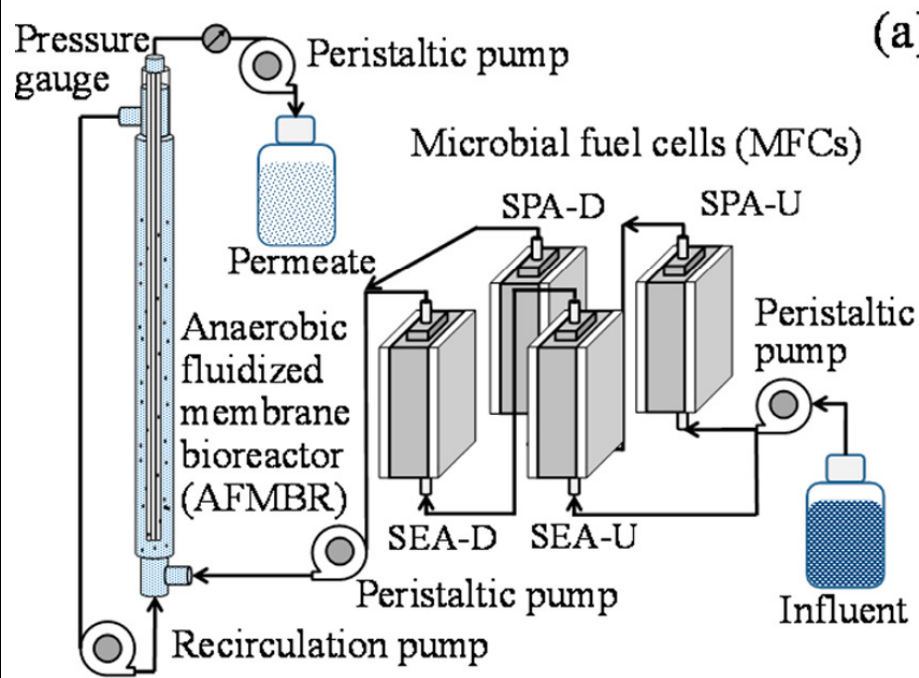 (a)
Pressure
gauge
Peristaltic pump
Microbial fuel cells (MFCs)
SPA-D
SPA-U
Permeate
Anaerobic
fluidized
membrane
bioreactor
(AFMBR)
Peristaltic
pump
SEA-D
SEA-U
Peristaltic pump
Influent
Recirculation pump